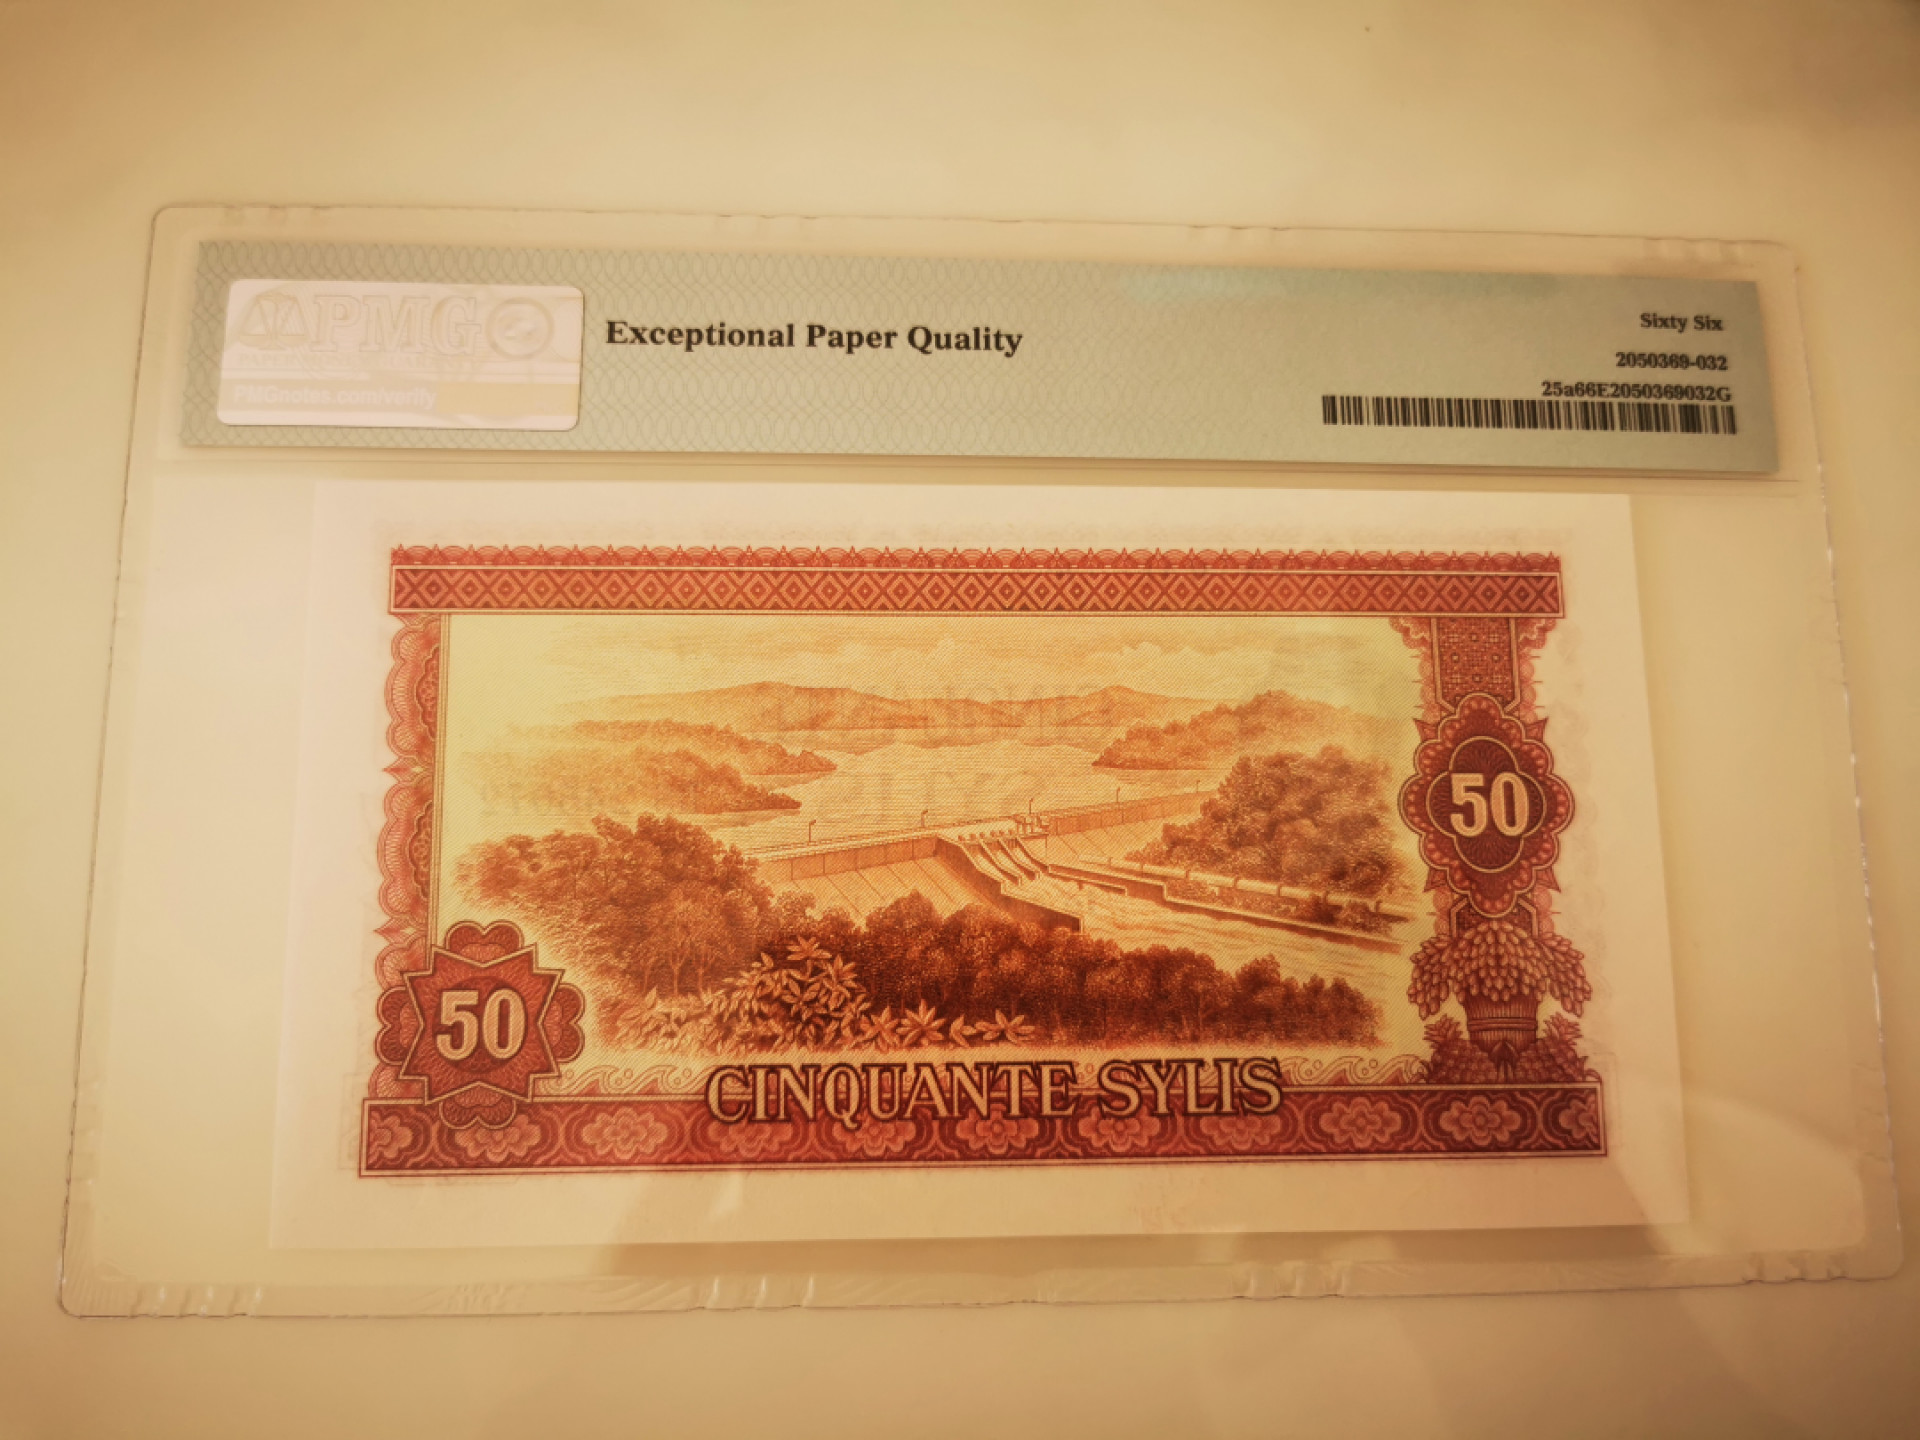 PMG
PMGnotes.com/verify
Exceptional Paper Quality
Sixty Six
2050369-032
25a66E2050369032G
50
50
CINQUANTE SYLIS